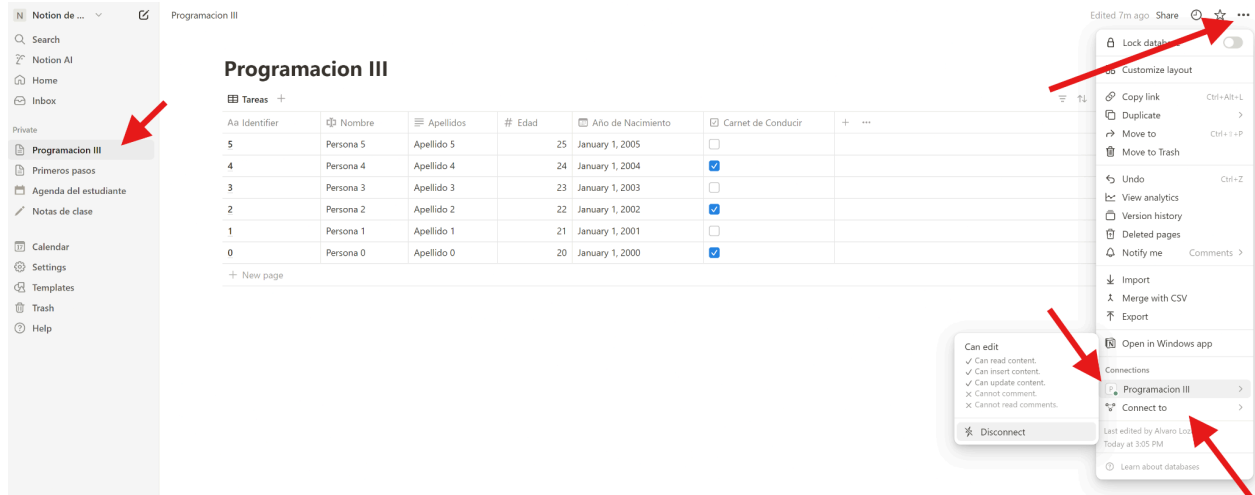 N Notion de ...
Search
Notion AI
Home
Inbox
Private
Programacion III
Primeros pasos
Agenda del estudiante
Notas de clase
Calendar
Settings
Templates
Trash
Help
Programacion III
Edited 7m ago Share
Programacion III
Tareas
Aa Identifier Nombre Apellidos # Edad Año de Nacimiento Carnet de Conducir
5 Persona 5 Apellido 5 25 January 1, 2005
4 Persona 4 Apellido 4 24 January 1, 2004
3 Persona 3 Apellido 3 23 January 1, 2003
2 Persona 2 Apellido 2 22 January 1, 2002
1 Persona 1 Apellido 1 21 January 1, 2001
0 Persona 0 Apellido 0 20 January 1, 2000
+ New page
Lock
Customize layout
Copy link Ctrl+Alt+L
Duplicate
Move to
Move to Trash
Undo Ctrl+Z
View analytics
Version history
Deleted pages
Notify me Comments
Import
Merge with CSV
Export
Open in Windows app
Connections
P Programacion III
Connect to
Last edited by Alvaro
Today at 3:05 PM
Learn about databases
Can edit
Can read content.
Can insert content.
Can update content.
Cannot comment.
Cannot read comments.
Disconnect